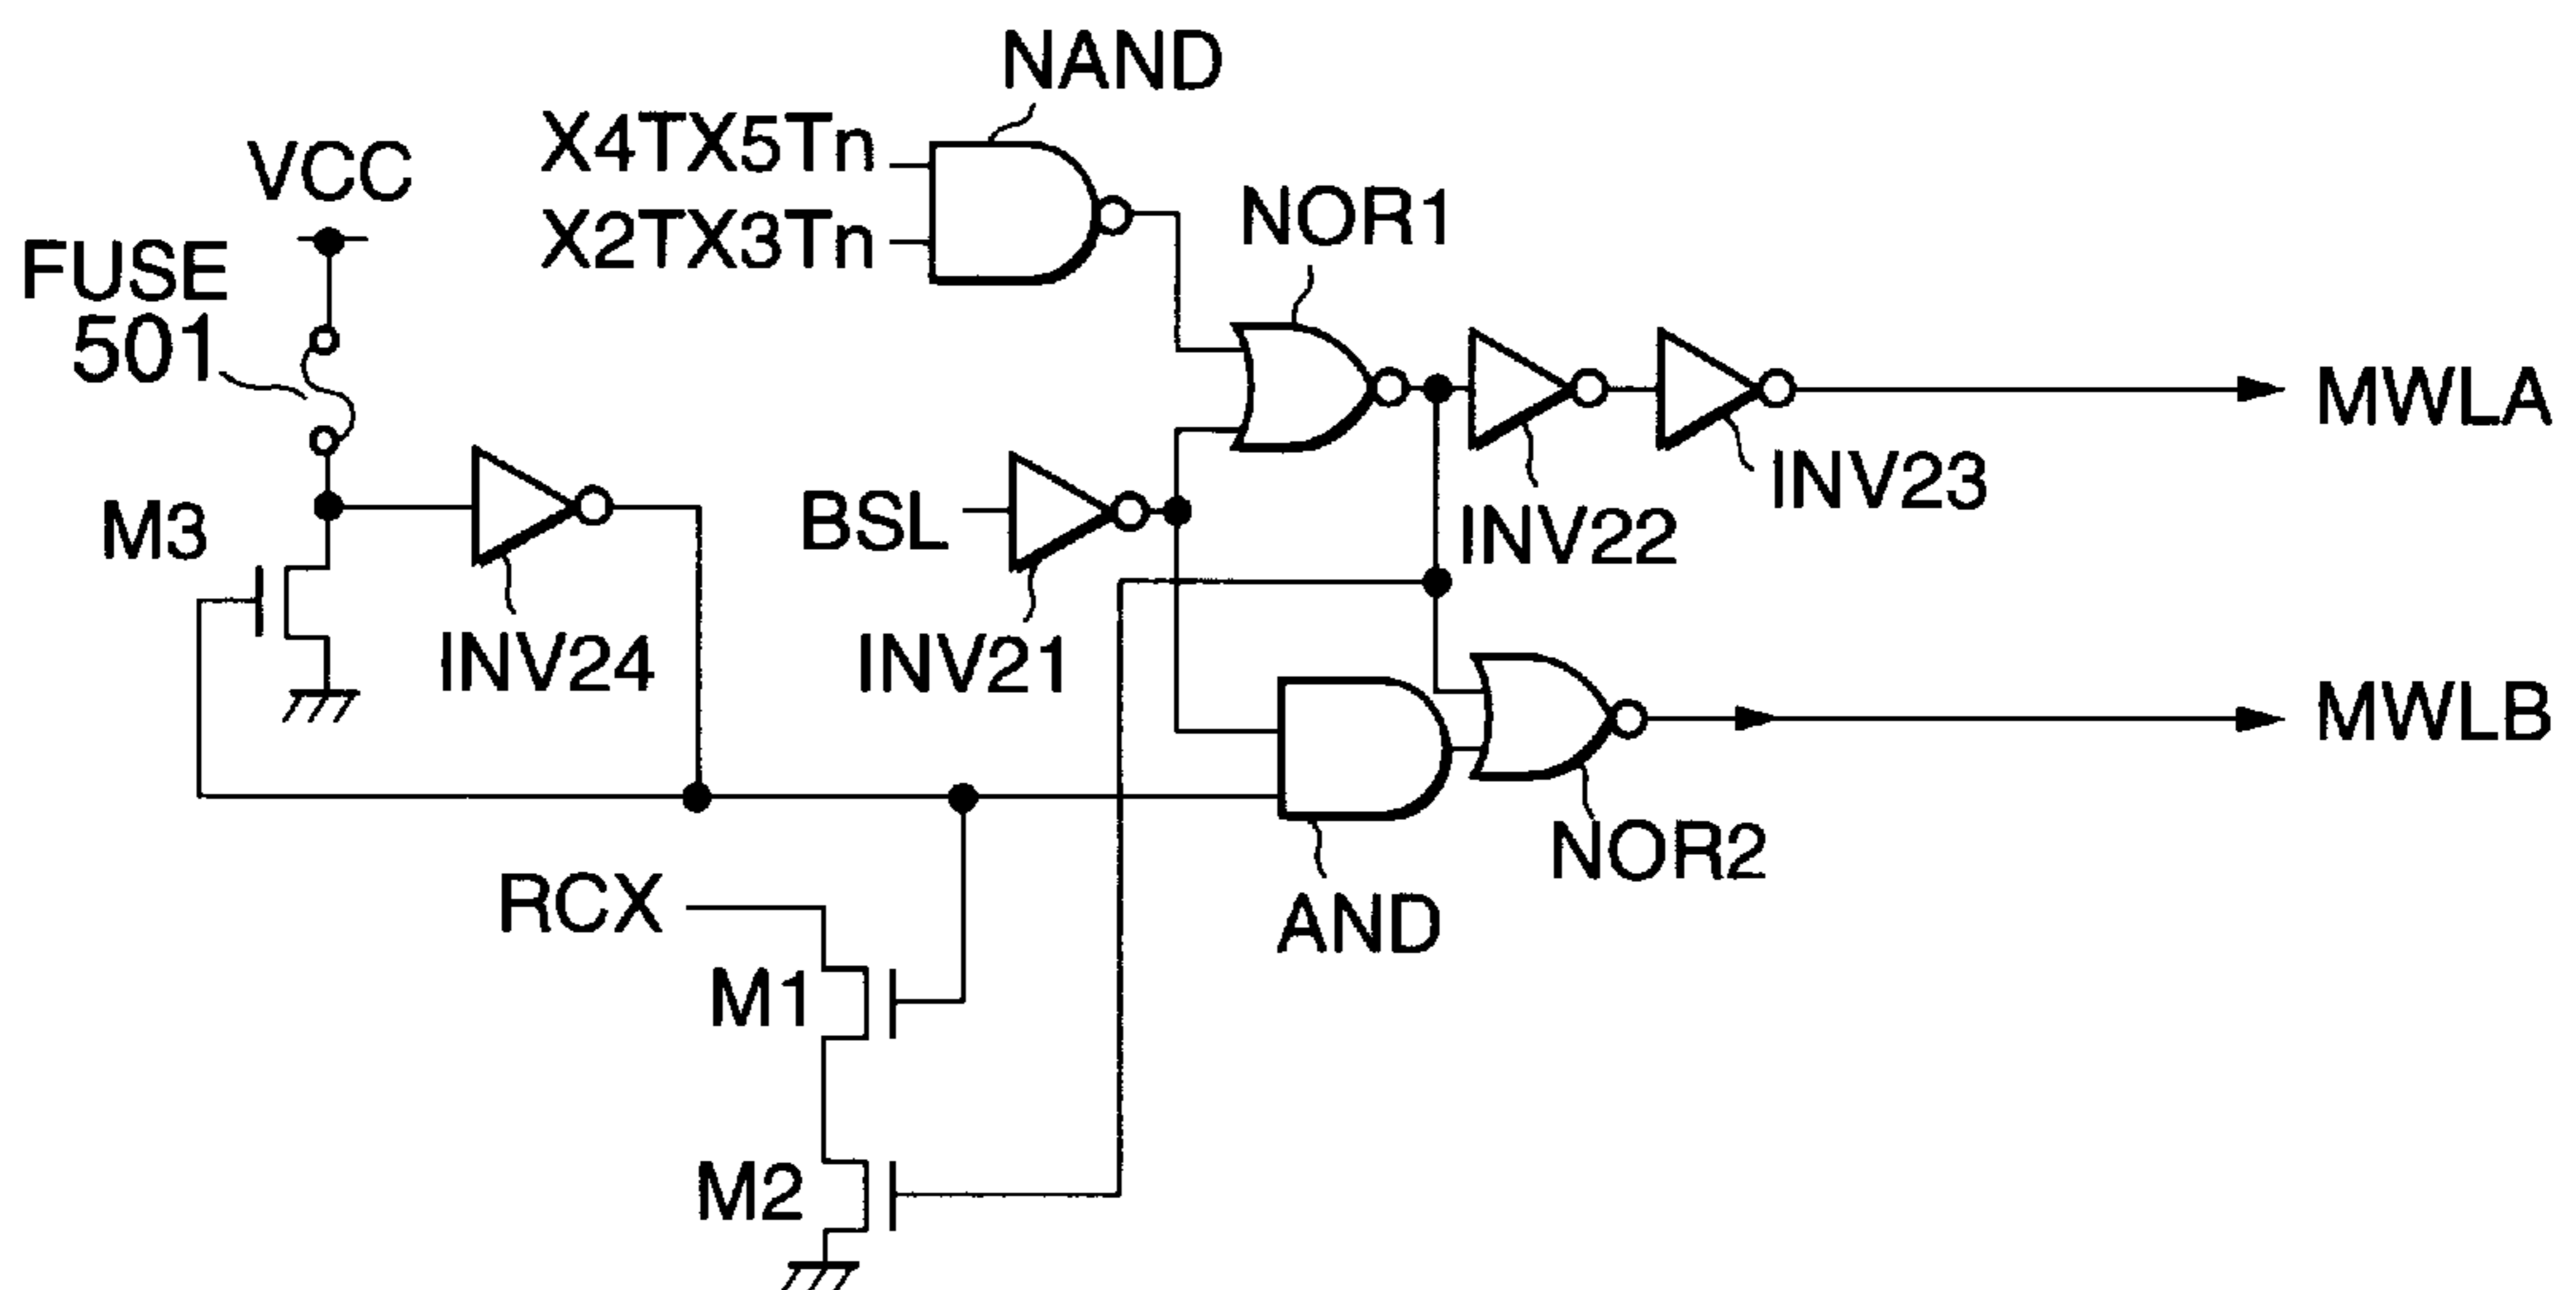 NAND
X4TX5Tn
VCC
X2TX3Tn
NOR1
FUSE
501
MWLA
INV23
M3
BSL
INV22
INV24
INV21
MWLB
NOR2
RCX
AND
M1
M2